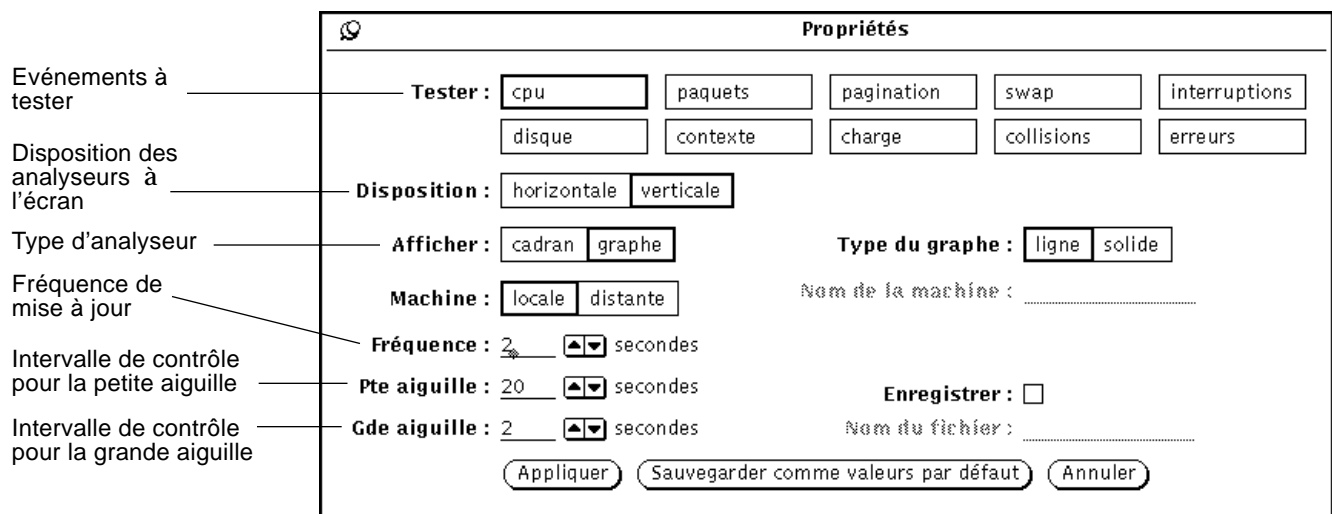 Propriétés
Evénements à
tester
Tester : cpu paquets pagination swap interruptions
disque contexte charge collisions erreurs
Disposition des
analyseurs à
l'écran
Disposition : horizontale verticale
Type d'analyseur
Afficher : cadran graphe Type du graphe : ligne solide
Fréquence de
mise à jour
Machine : locale distante Nom de la machine :
Fréquence : 2 secondes
Intervalle de contrôle
pour la petite aiguille
Pte aiguille : 20 secondes Enregistrer :
Intervalle de contrôle
pour la grande aiguille
Gde aiguille : 2 secondes Nom du fichier :
Appliquer Sauvegarder comme valeurs par défaut Annuler